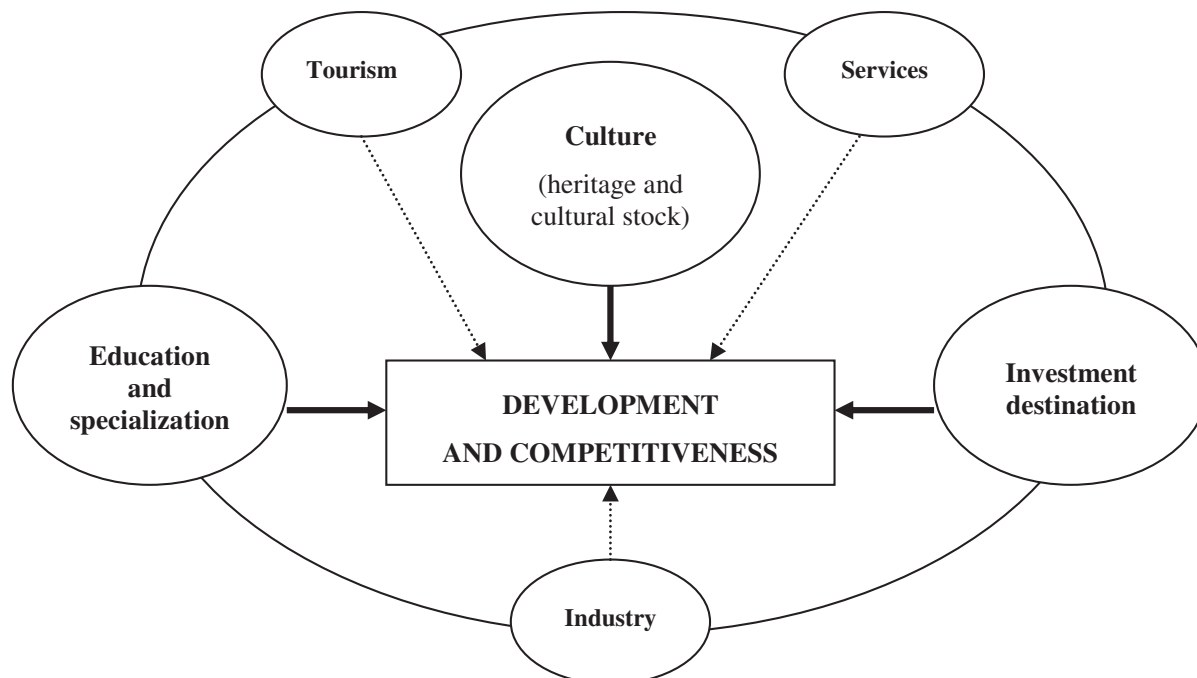 Tourism
Services
Culture
(heritage and
cultural stock)
Education
and
specialization
Investment
destination
DEVELOPMENT
AND COMPETITIVENESS
Industry